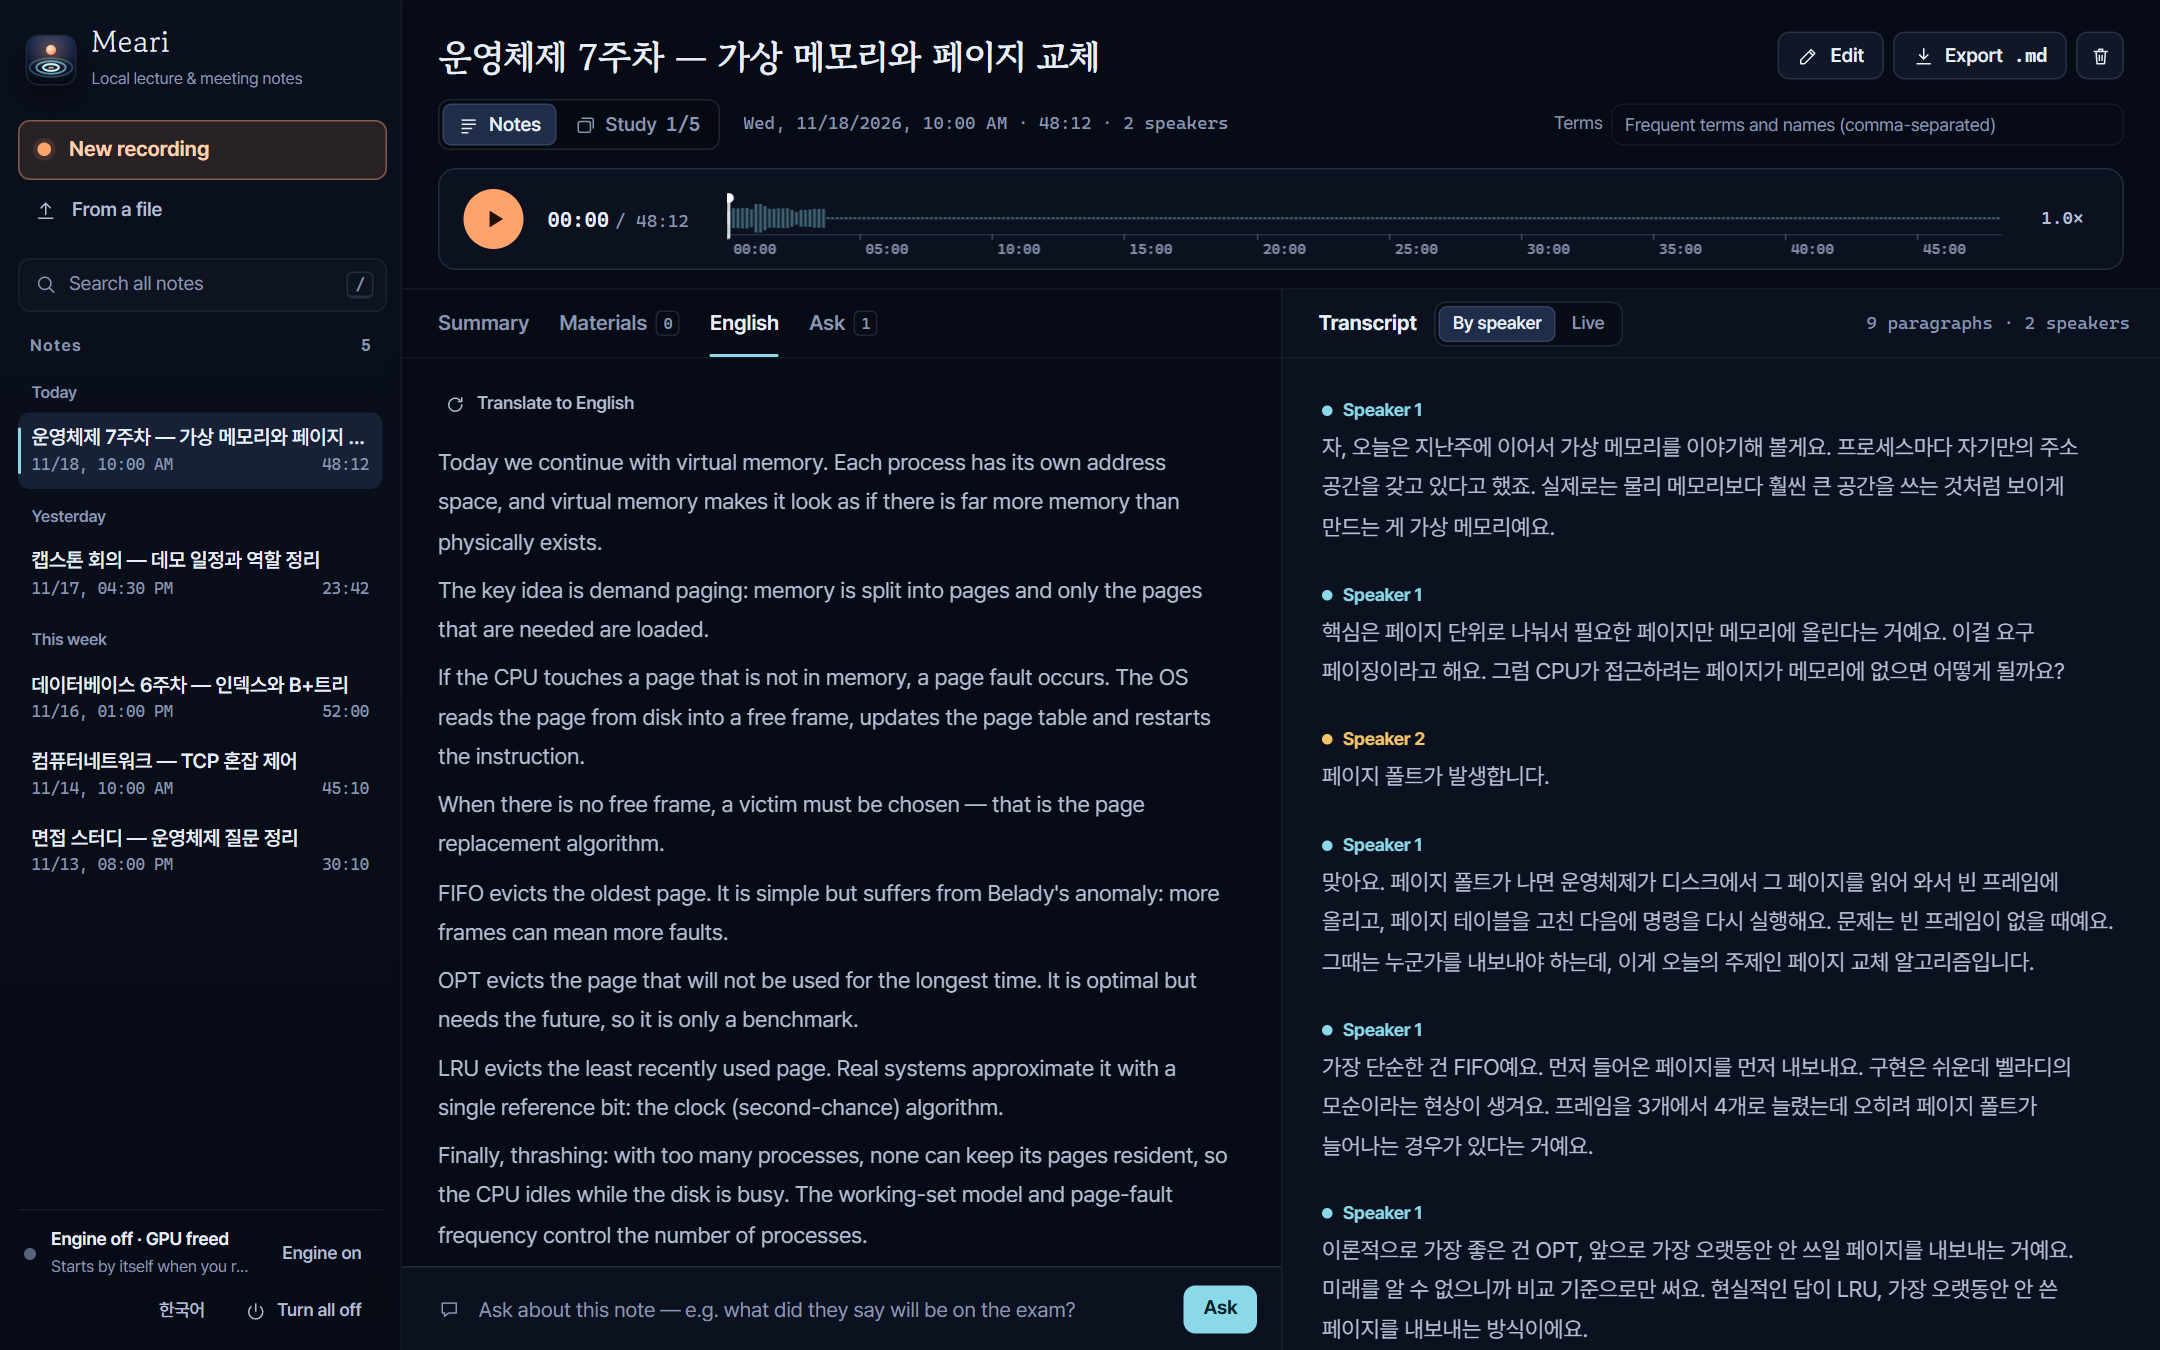 Meari
Local lecture & meeting notes
New recording
From a file
Search all notes /
Notes 5
Today
운영체제 7주차 — 가상 메모리와 페이지 ...
11/18, 10:00 AM 48:12
Yesterday
캡스톤 회의 — 데모 일정과 역할 정리
11/17, 04:30 PM 23:42
This week
데이터베이스 6주차 — 인덱스와 B+트리
11/16, 01:00 PM 52:00
컴퓨터네트워크 — TCP 혼잡 제어
11/14, 10:00 AM 45:10
면접 스터디 — 운영체제 질문 정리
11/13, 08:00 PM 30:10
Engine off · GPU freed
Starts by itself when you r...
Engine on
한국어 Turn all off
운영체제 7주차 — 가상 메모리와 페이지 교체
Edit Export .md
Notes Study 1/5 Wed, 11/18/2026, 10:00 AM · 48:12 · 2 speakers
Terms Frequent terms and names (comma-separated)
00:00 / 48:12
00:00 05:00 10:00 15:00 20:00 25:00 30:00 35:00 40:00 45:00
1.0×
Summary Materials 0 English Ask 1
Translate to English
Today we continue with virtual memory. Each process has its own address
space, and virtual memory makes it look as if there is far more memory than
physically exists.
The key idea is demand paging: memory is split into pages and only the pages
that are needed are loaded.
If the CPU touches a page that is not in memory, a page fault occurs. The OS
reads the page from disk into a free frame, updates the page table and restarts
the instruction.
When there is no free frame, a victim must be chosen — that is the page
replacement algorithm.
FIFO evicts the oldest page. It is simple but suffers from Belady's anomaly: more
frames can mean more faults.
OPT evicts the page that will not be used for the longest time. It is optimal but
needs the future, so it is only a benchmark.
LRU evicts the least recently used page. Real systems approximate it with a
single reference bit: the clock (second-chance) algorithm.
Finally, thrashing: with too many processes, none can keep its pages resident, so
the CPU idles while the disk is busy. The working-set model and page-fault
frequency control the number of processes.
Ask about this note — e.g. what did they say will be on the exam?
Ask
Transcript By speaker Live 9 paragraphs · 2 speakers
Speaker 1
자, 오늘은 지난주에 이어서 가상 메모리를 이야기해 볼게요. 프로세스마다 자기만의 주소
공간을 갖고 있다고 했죠. 실제로는 물리 메모리보다 훨씬 큰 공간을 쓰는 것처럼 보이게
만드는 게 가상 메모리예요.
Speaker 1
핵심은 페이지 단위로 나눠서 필요한 페이지만 메모리에 올린다는 거예요. 이걸 요구
페이징이라고 해요. 그럼 CPU가 접근하려는 페이지가 메모리에 없으면 어떻게 될까요?
Speaker 2
페이지 폴트가 발생합니다.
Speaker 1
맞아요. 페이지 폴트가 나면 운영체제가 디스크에서 그 페이지를 읽어 와서 빈 프레임에
올리고, 페이지 테이블을 고친 다음에 명령을 다시 실행해요. 문제는 빈 프레임이 없을 때예요.
그때는 누군가를 내보내야 하는데, 이게 오늘의 주제인 페이지 교체 알고리즘입니다.
Speaker 1
가장 단순한 건 FIFO예요. 먼저 들어온 페이지를 먼저 내보내요. 구현은 쉬운데 벨라디의
모순이라는 현상이 생겨요. 프레임을 3개에서 4개로 늘렸는데 오히려 페이지 폴트가
늘어나는 경우가 있다는 거예요.
Speaker 1
이론적으로 가장 좋은 건 OPT, 앞으로 가장 오랫동안 안 쓰일 페이지를 내보내는 거예요.
미래를 알 수 없으니까 비교 기준으로만 써요. 현실적인 답이 LRU, 가장 오랫동안 안 쓴
페이지를 내보내는 방식이에요.